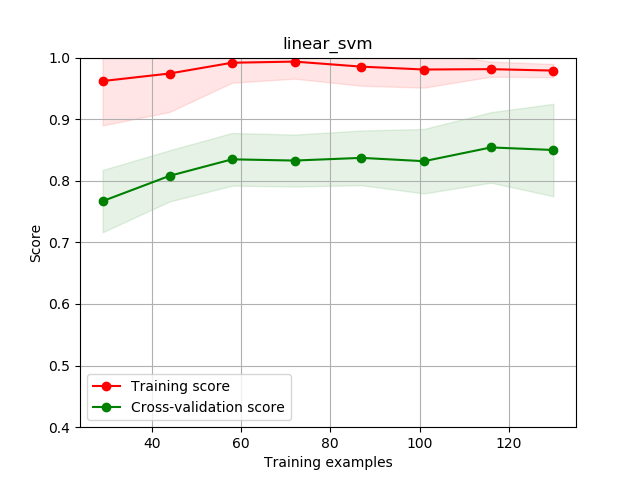 linear_svm
1.0
0.9
0.8
0.7
0.6
0.5
0.4
Score
Training score
Cross-validation score
40 60 80 100 120
Training examples